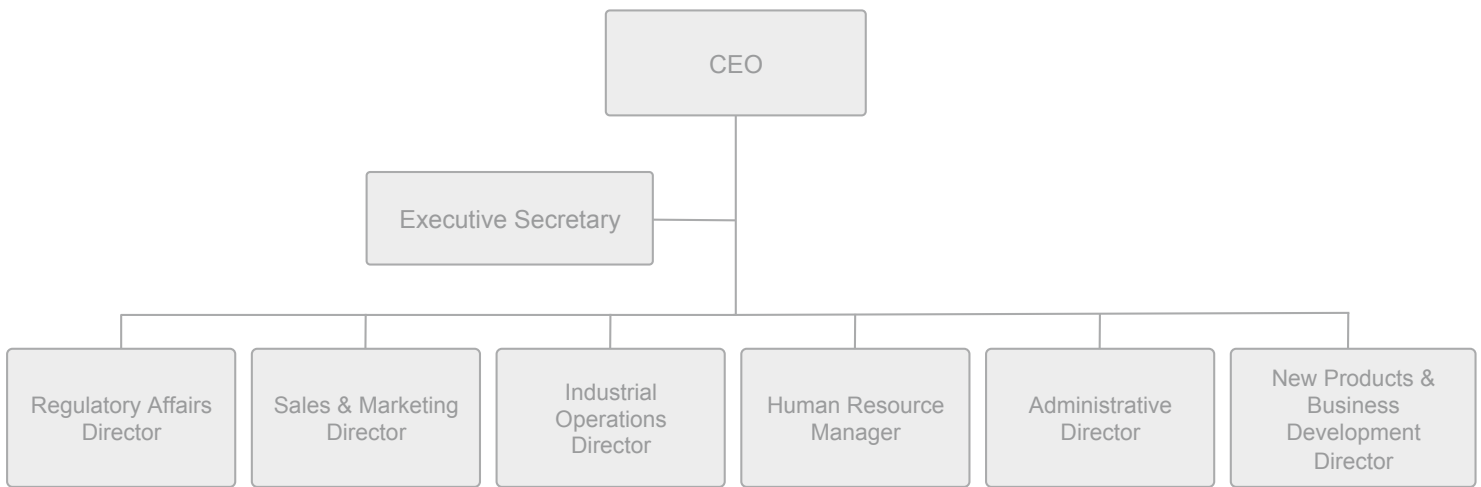 CEO
Executive Secretary
Regulatory Affairs
Director
Sales & Marketing
Director
Industrial
Operations
Director
Human Resource
Manager
Administrative
Director
New Products &
Business
Development
Director